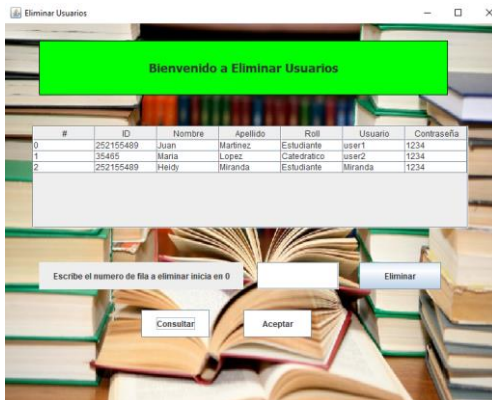 Eliminar Usuarios
Bienvenido a Eliminar Usuarios
# ID Nombre Apellido Roll Usuario Contraseña
0 252155489 Juan Martinez Estudiante user1 1234
1 35465 Maria Lopez Catedratico user2 1234
2 252155489 Heidy Miranda Estudiante Miranda 1234
Escribe el numero de fila a eliminar inicia en 0 Eliminar
Consultar Aceptar